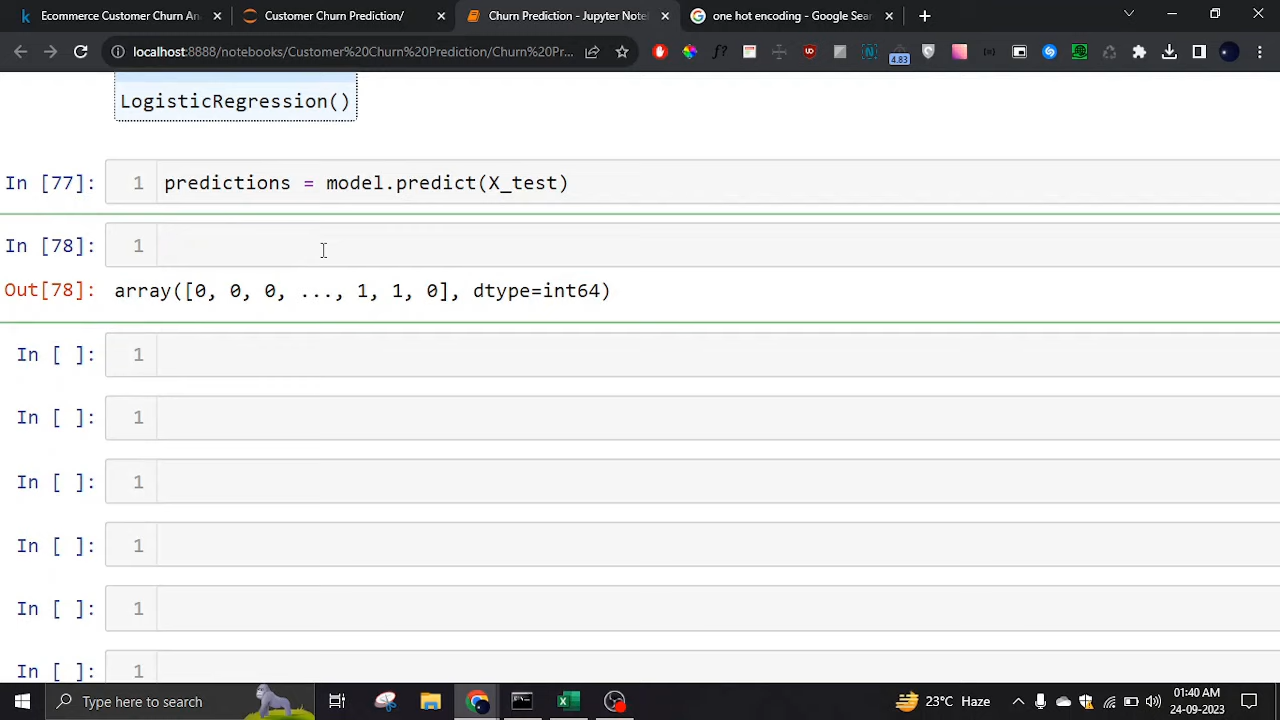 Ecommerce Customer Churn An
Customer Churn Prediction/
Churn Prediction - Jupyter Note
one hot encoding - Google Sear
localhost:8888/notebooks/Customer%20Churn%20Prediction/Churn%20Pr...
4.83
LogisticRegression()
In [77]: 1 predictions = model.predict(X_test)
In [78]: 1
Out[78]: array([0, 0, 0, ..., 1, 1, 0], dtype=int64)
In [ ]: 1
In [ ]: 1
In [ ]: 1
In [ ]: 1
In [ ]: 1
1
Type here to search
23°C Haze
01:40 AM
24-09-2023